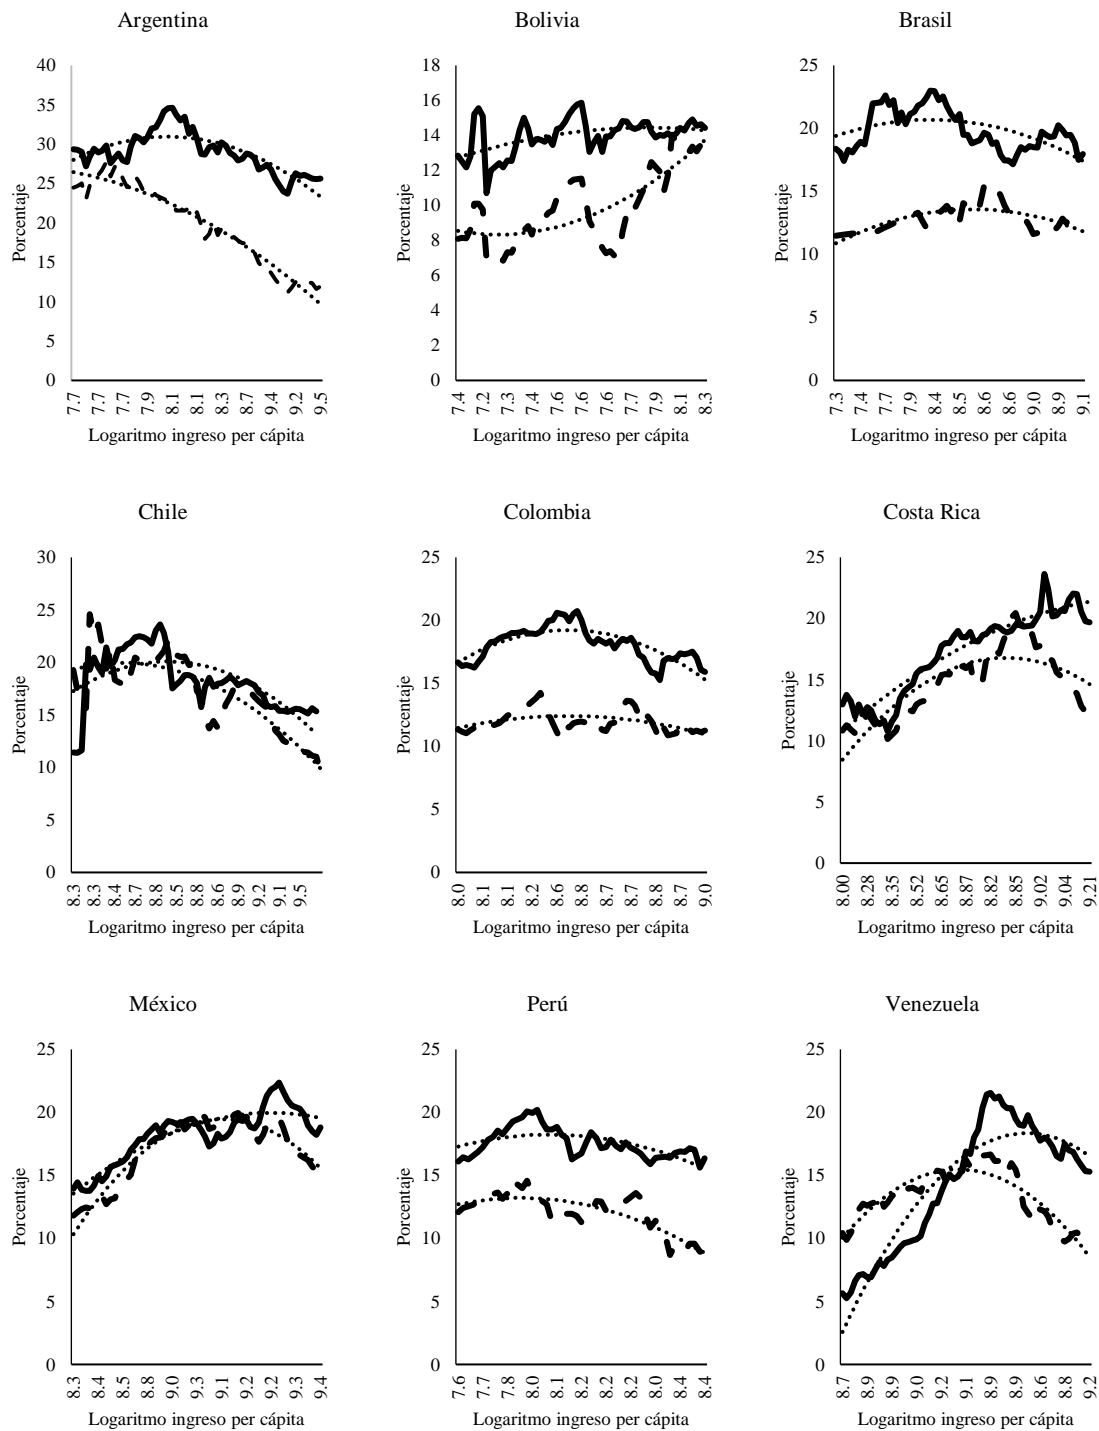 Argentina
Porcentaje
40
35
30
25
20
15
10
5
0
7.7 7.7 7.7 7.9 8.1 8.1 8.3 8.7 9.4 9.2 9.5
Logaritmo ingreso per cápita
Bolivia
Porcentaje
18
16
14
12
10
8
6
4
2
0
7.4 7.2 7.3 7.4 7.6 7.6 7.6 7.7 7.9 8.1 8.3
Logaritmo ingreso per cápita
Brasil
Porcentaje
25
20
15
10
5
0
7.3 7.4 7.7 7.9 8.4 8.5 8.6 8.6 9.0 8.9 9.1
Logaritmo ingreso per cápita
Chile
Porcentaje
30
25
20
15
10
5
0
8.3 8.3 8.4 8.7 8.8 8.5 8.8 8.6 8.9 9.2 9.1 9.5
Logaritmo ingreso per cápita
Colombia
Porcentaje
25
20
15
10
5
0
8.0 8.1 8.1 8.2 8.6 8.8 8.7 8.7 8.8 8.7 9.0
Logaritmo ingreso per cápita
Costa Rica
Porcentaje
25
20
15
10
5
0
8.00 8.28 8.35 8.52 8.65 8.87 8.82 8.85 9.02 9.04 9.21
Logaritmo ingreso per cápita
México
Porcentaje
25
20
15
10
5
0
8.3 8.4 8.5 8.8 9.0 9.3 9.1 9.2 9.2 9.3 9.4
Logaritmo ingreso per cápita
Perú
Porcentaje
25
20
15
10
5
0
7.6 7.7 7.8 8.0 8.1 8.2 8.2 8.2 8.0 8.4 8.4
Logaritmo ingreso per cápita
Venezuela
Porcentaje
25
20
15
10
5
0
8.7 8.9 8.9 9.0 9.2 9.1 8.9 8.9 8.6 8.8 9.2
Logaritmo ingreso per cápita